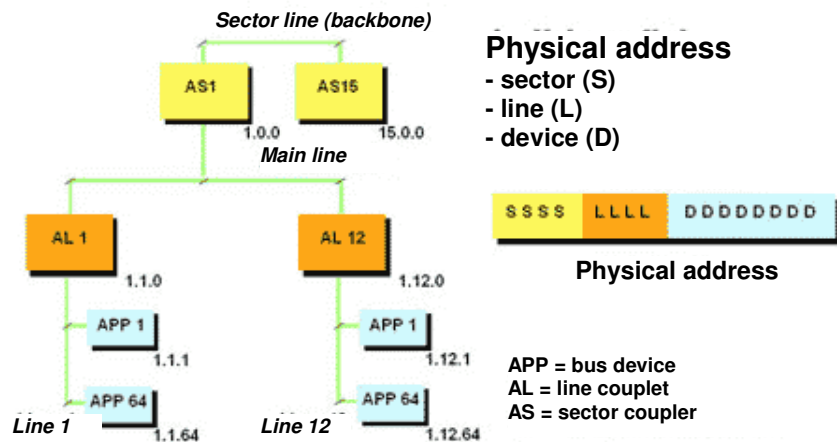 Sector line (backbone)
AS1
AS15
1.0.0
15.0.0
Main line
AL 1
AL 12
1.1.0
1.12.0
APP 1
APP 1
1.1.1
1.12.1
APP 64
APP 64
Line 1
1.1.64
Line 12
1.12.64
Physical address
- sector (S)
- line (L)
- device (D)
S S S S L L L L D D D D D D D D
Physical address
APP = bus device
AL = line couplet
AS = sector coupler